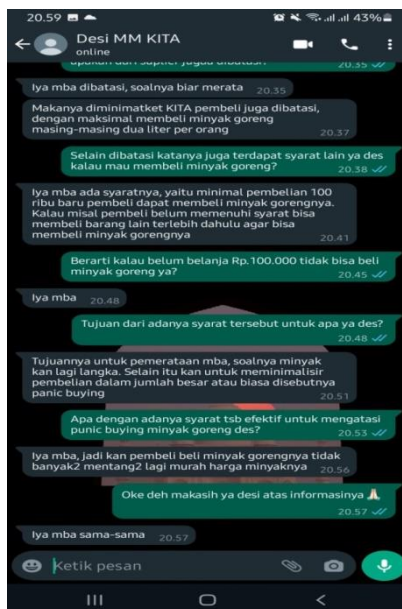 20.59
43%
Desi MM KITA
online
20.35
Iya mba dibatasi, soalnya biar merata 20.35
Makanya diminimatket KITA pembeli juga dibatasi,
dengan maksimal membeli minyak goreng
masing-masing dua liter per orang
20.37
Selain dibatasi katanya juga terdapat syarat lain ya des
kalau mau membeli minyak goreng?
20.38
Iya mba ada syaratnya, yaitu minimal pembelian 100
ribu baru pembeli dapat membeli minyak gorengnya.
Kalau misal pembeli belum memenuhi syarat bisa
membeli barang lain terlebih dahulu agar bisa
membeli minyak gorengnya
20.41
Berarti kalau belum belanja Rp.100.000 tidak bisa beli
minyak goreng ya?
20.45
Iya mba 20.48
Tujuan dari adanya syarat tersebut untuk apa ya des?
20.48
Tujuannya untuk pemerataan mba, soalnya minyak
kan lagi langka. Selain itu kan untuk meminimalisir
pembelian dalam jumlah besar atau biasa disebutnya
panic buying
20.51
Apa dengan adanya syarat tsb efektif untuk mengatasi
punic buying minyak goreng des?
20.53
Iya mba, jadi kan pembeli beli minyak gorengnya tidak
banyak2 mentang2 lagi murah harga minyaknya 20.56
Oke deh makasih ya desi atas informasinya 🙏🏻
20.57
Iya mba sama-sama 20.57
Ketik pesan